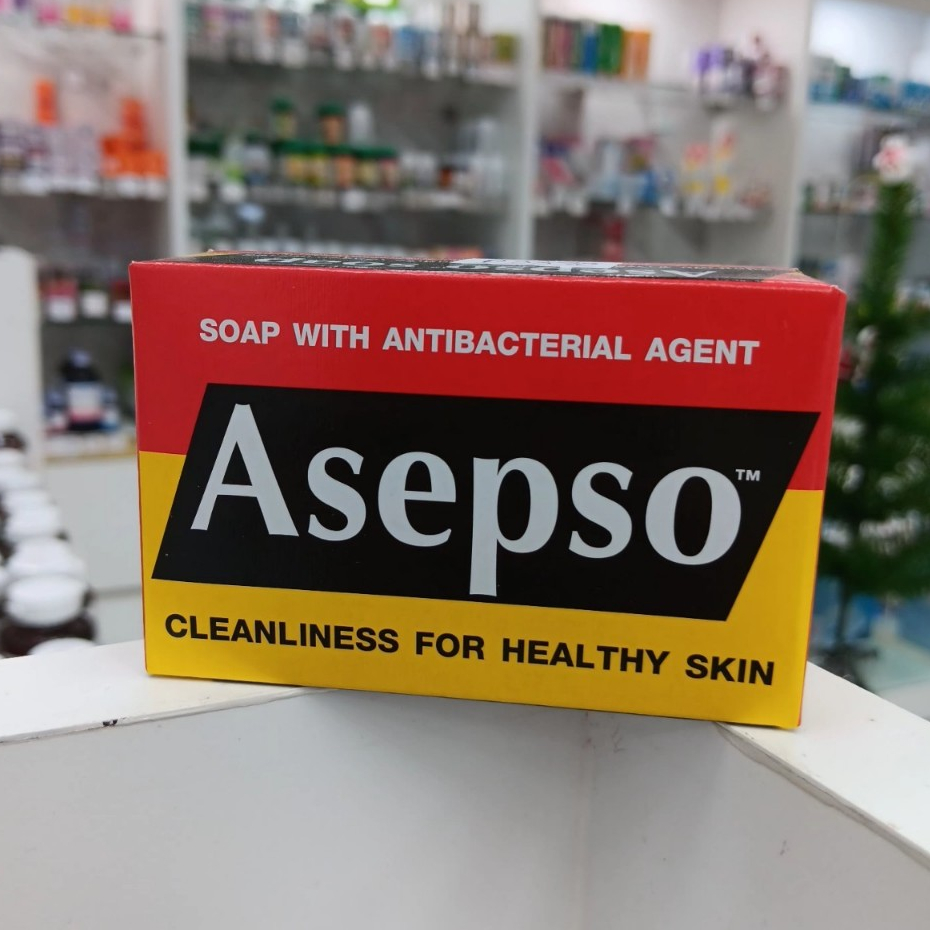 SOAP WITH ANTIBACTERIAL AGENT
Asepso™
CLEANLINESS FOR HEALTHY SKIN